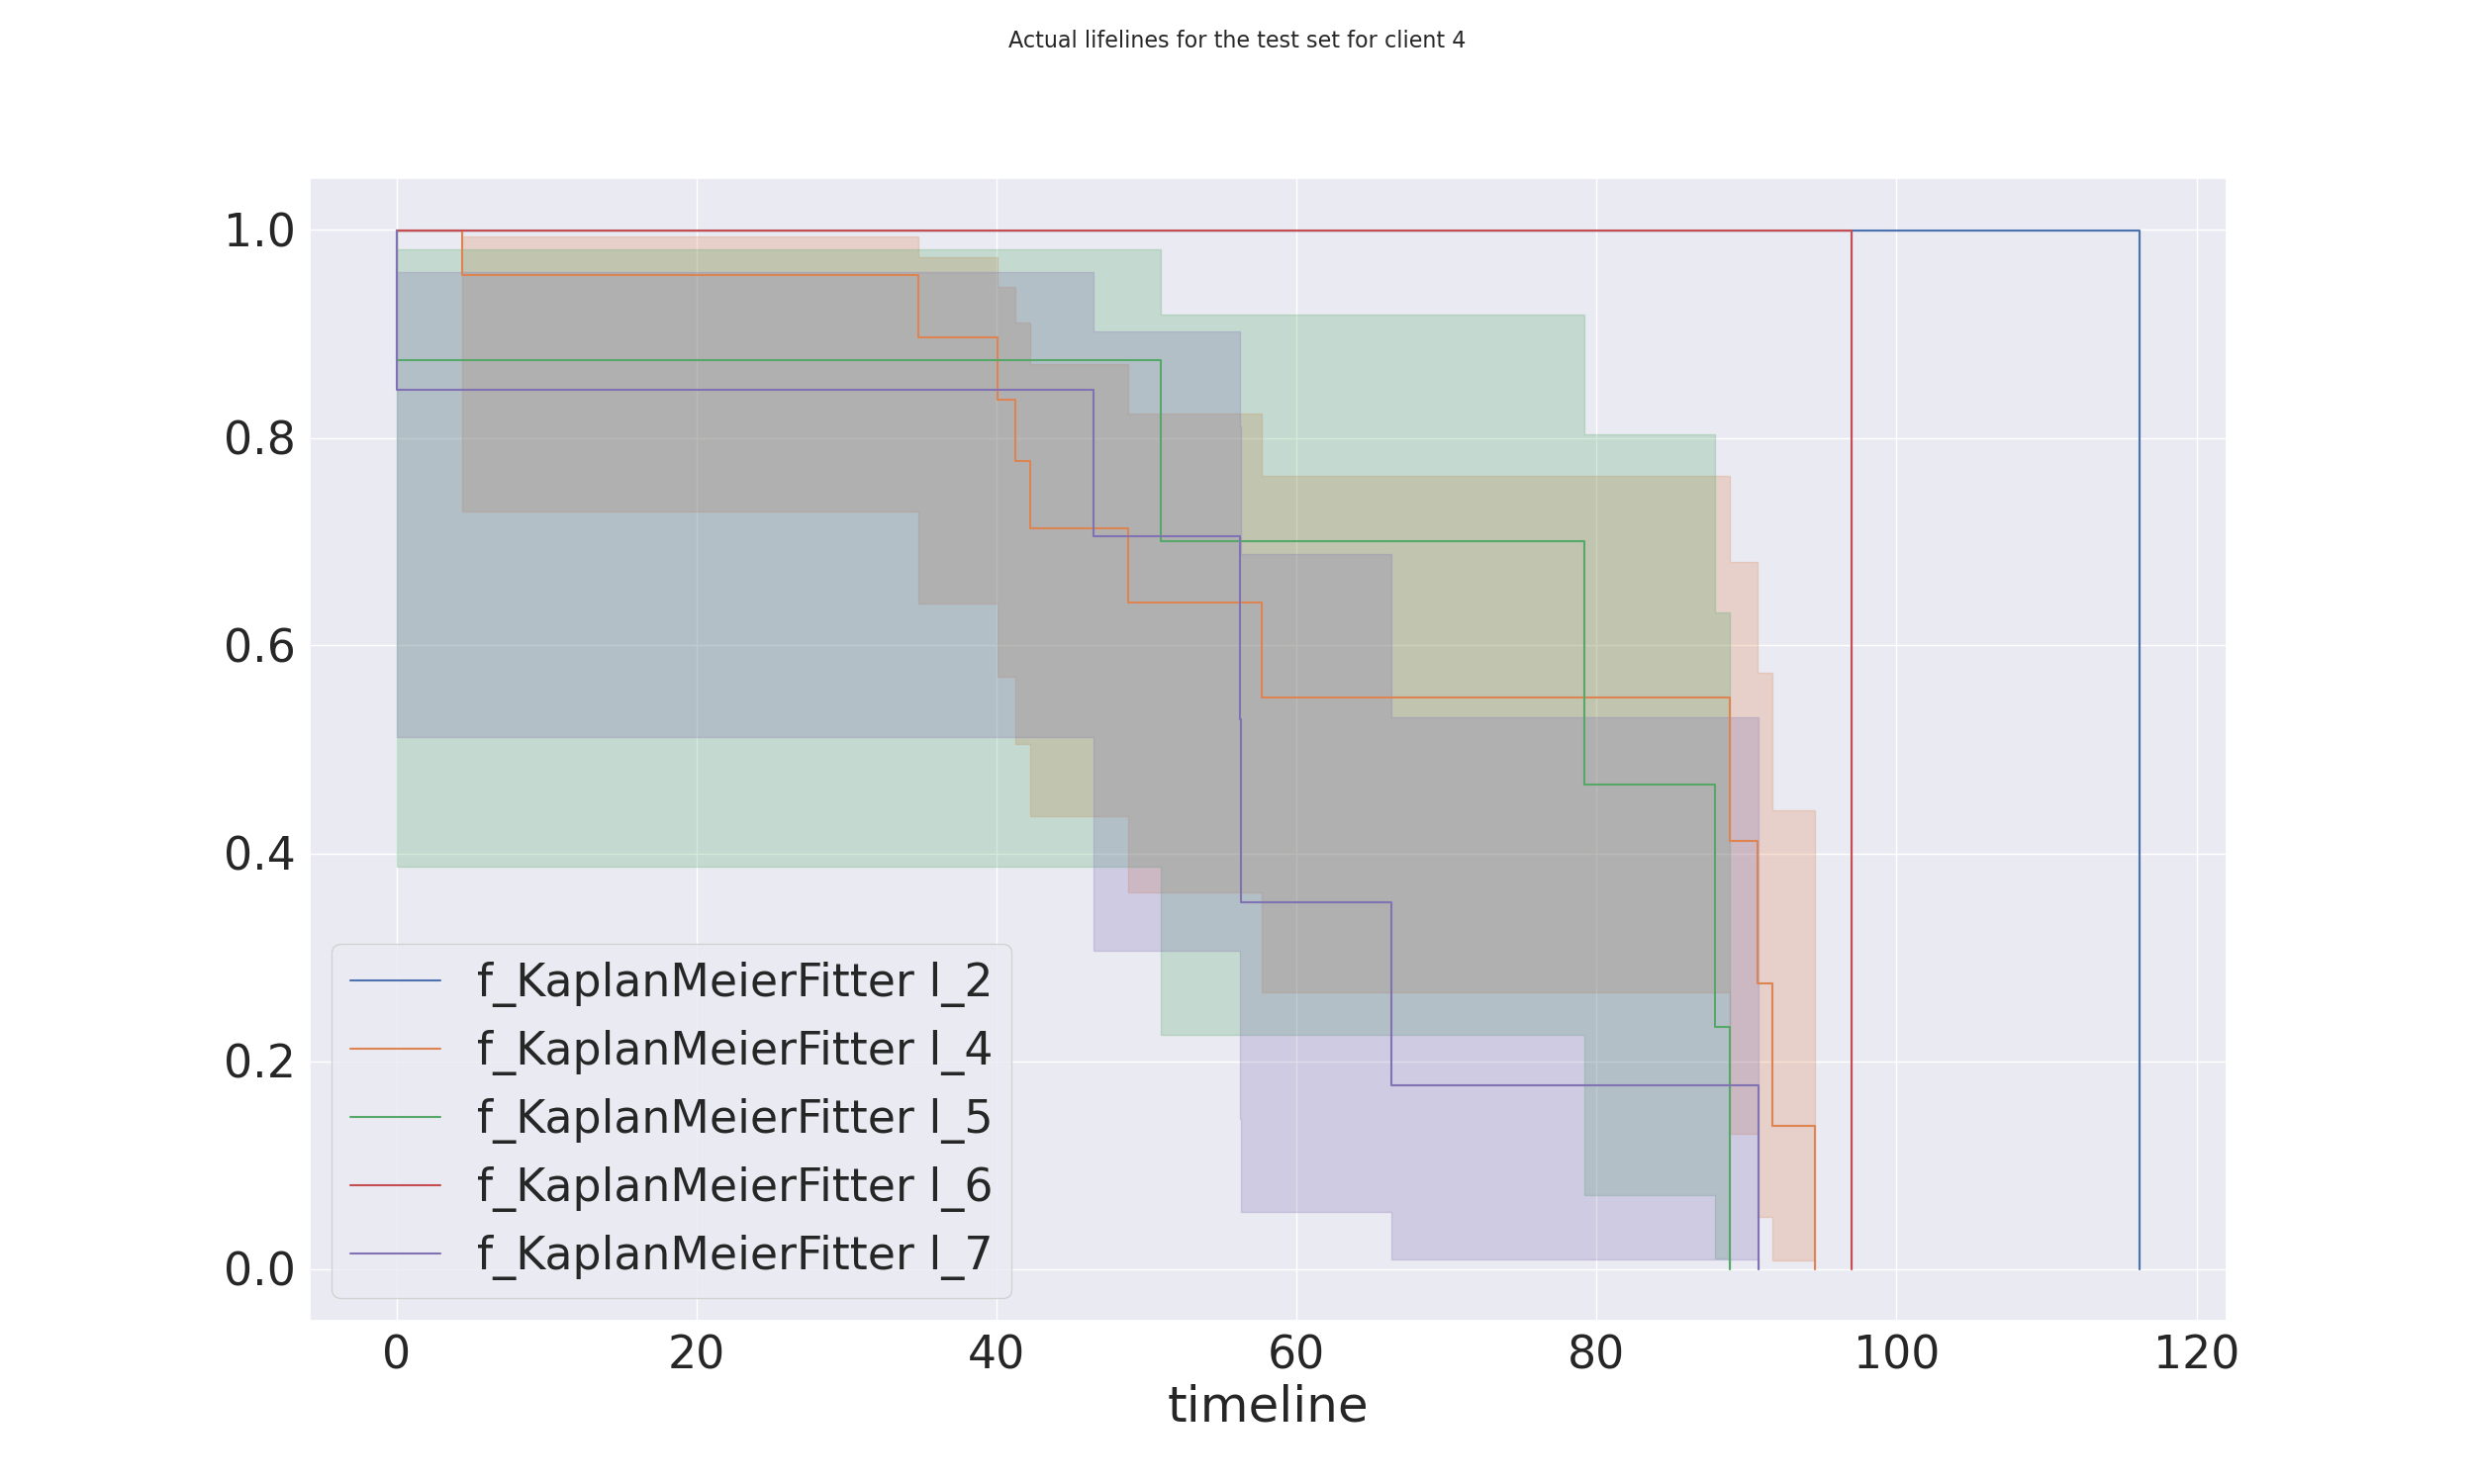 Actual lifelines for the test set for client 4
1.0
0.8
0.6
0.4
0.2
0.0
f_KaplanMeierFitter l_2
f_KaplanMeierFitter l_4
f_KaplanMeierFitter l_5
f_KaplanMeierFitter l_6
f_KaplanMeierFitter l_7
0 20 40 60 80 100 120
timeline